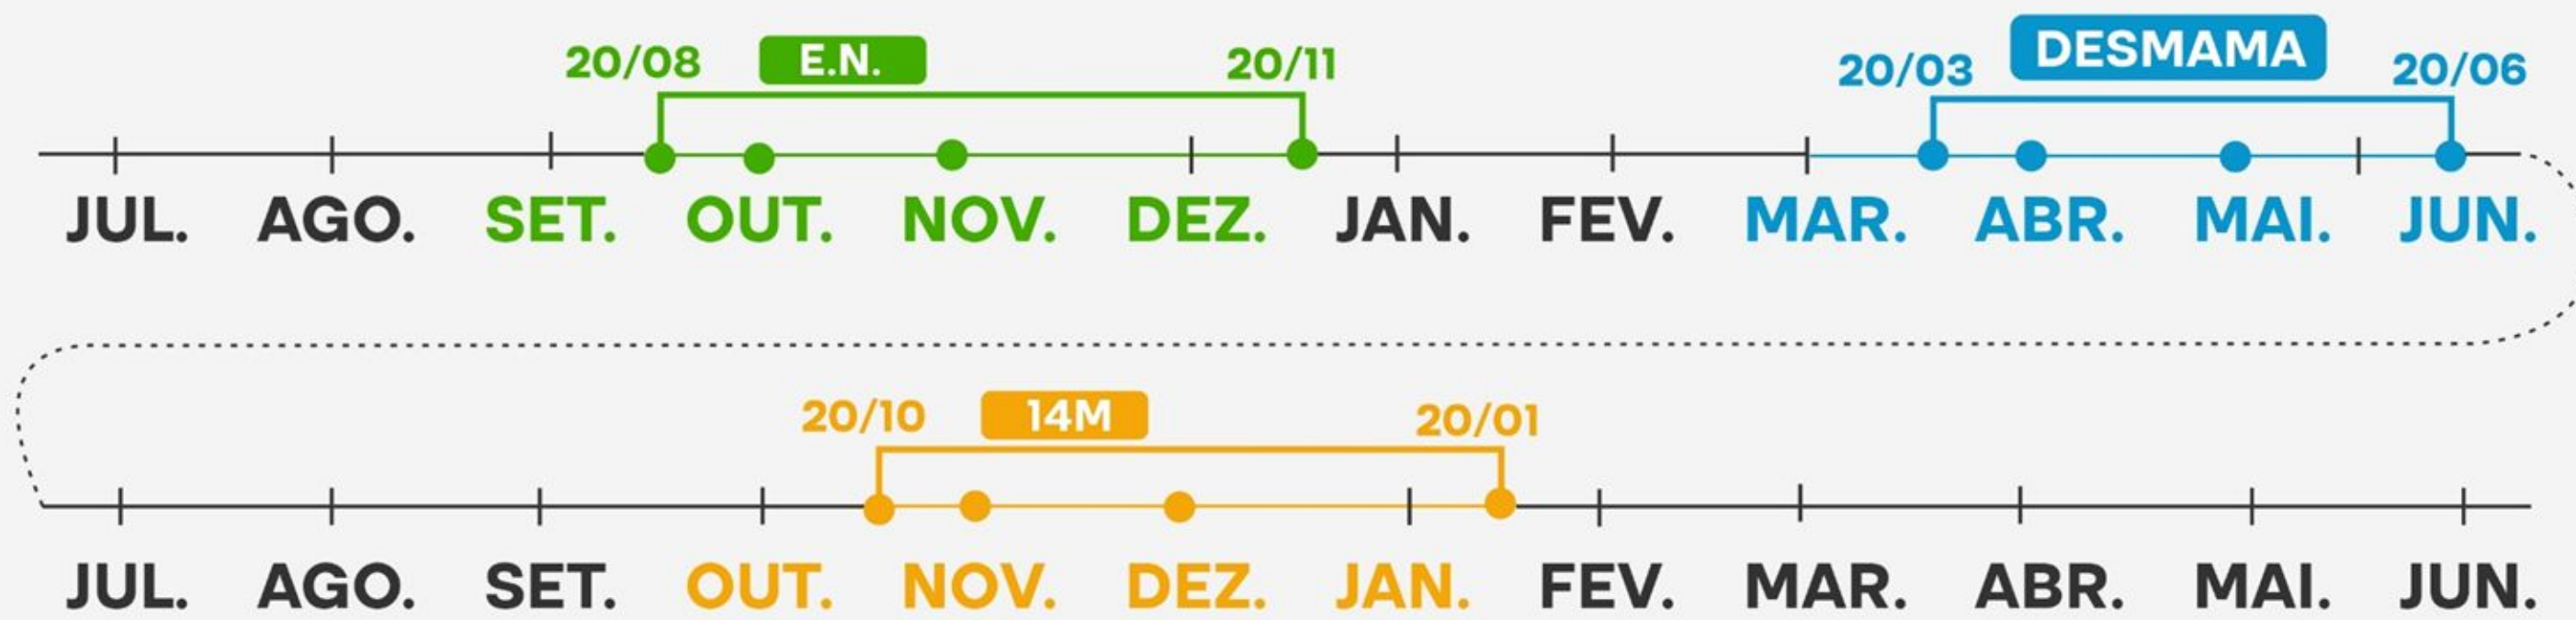 20/08 E.N. 20/11 20/03 DESMAMA 20/06
JUL. AGO. SET. OUT. NOV. DEZ. JAN. FEV. MAR. ABR. MAI. JUN.
20/10 14M 20/01
JUL. AGO. SET. OUT. NOV. DEZ. JAN. FEV. MAR. ABR. MAI. JUN.